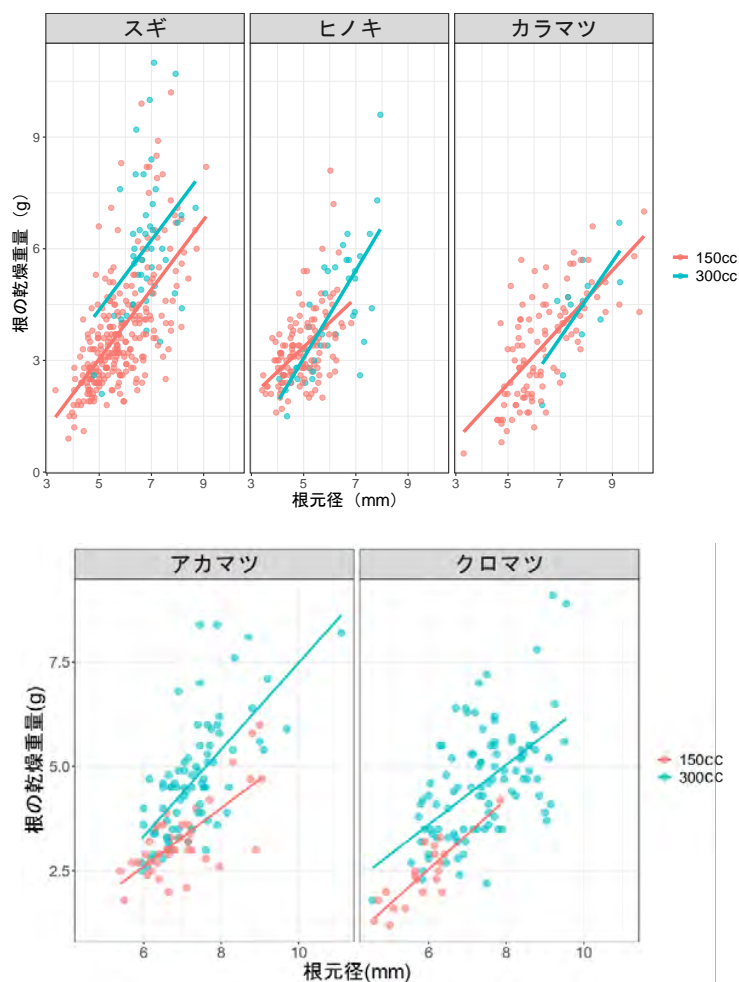 スギ
ヒノキ
カラマツ
根の乾燥重量（g）
9
6
3
0
3 5 7 9
3 5 7 9
3 5 7 9
根元径（mm）
150cc
300cc
アカマツ
クロマツ
根の乾燥重量(g)
7.5
5.0
2.5
6 8 10
6 8 10
根元径(mm)
150cc
300cc